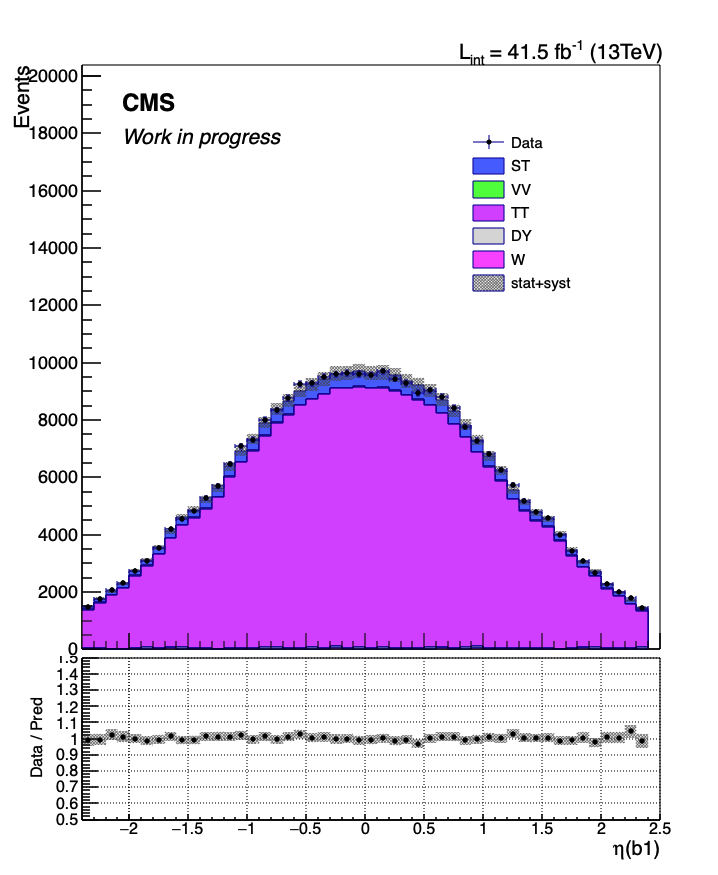 L_int = 41.5 fb⁻¹ (13TeV)
Events
20000
18000
16000
14000
12000
10000
8000
6000
4000
2000
0
CMS
Work in progress
Data
ST
VV
TT
DY
W
stat+syst
Data / Pred
1.5
1.4
1.3
1.2
1.1
1
0.9
0.8
0.7
0.6
0.5
−2 −1.5 −1 −0.5 0 0.5 1 1.5 2 2.5
η(b1)